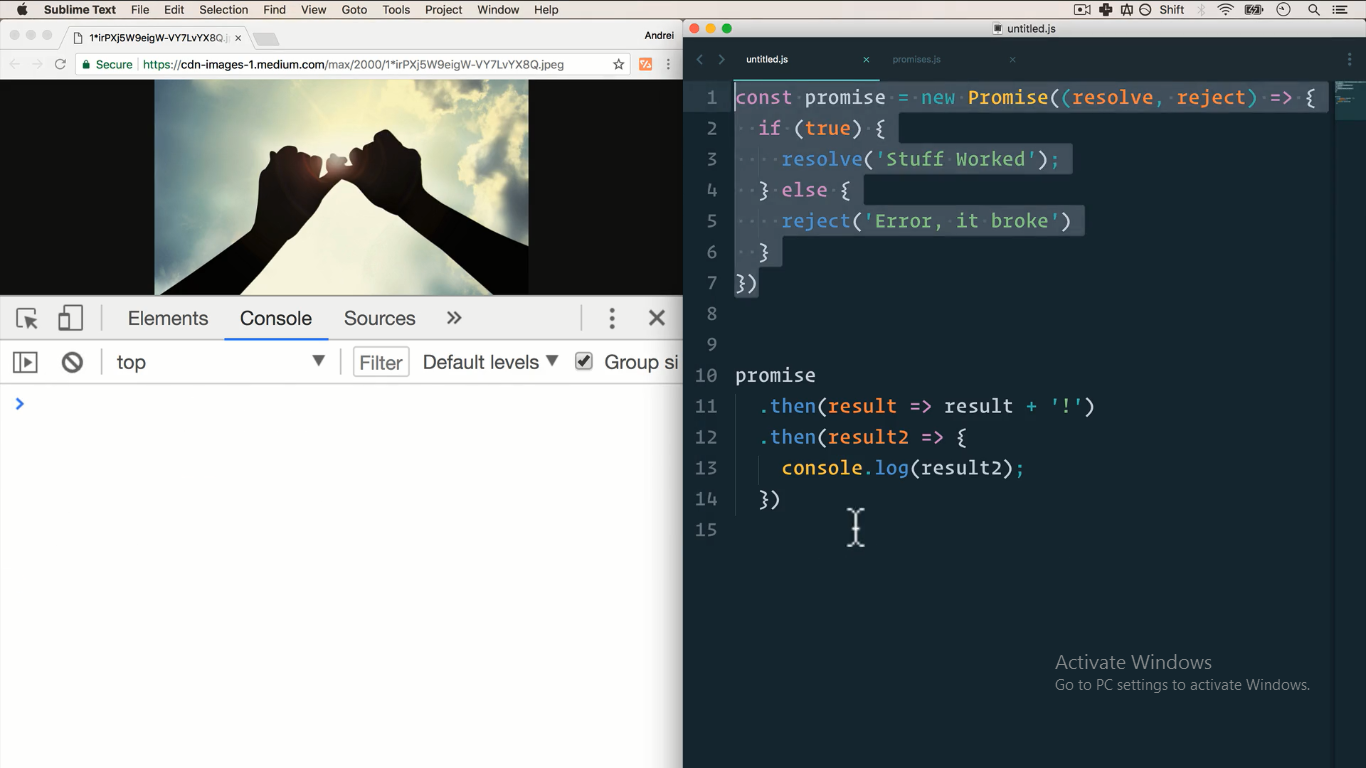 Sublime Text File Edit Selection Find View Goto Tools Project Window Help Shift
1*irPXj5W9eigW-VY7LvYX8Q.j Andrei
Secure https://cdn-images-1.medium.com/max/2000/1*irPXj5W9eigW-VY7LvYX8Q.jpeg
Elements Console Sources
top Filter Default levels Group si
untitled.js
untitled.js promises.js
1 const promise = new Promise((resolve, reject) => {
2 if (true) {
3 resolve('Stuff Worked');
4 } else {
5 reject('Error, it broke')
6 }
7 })
8
9
10 promise
11 .then(result => result + '!')
12 .then(result2 => {
13 console.log(result2);
14 })
15
Activate Windows
Go to PC settings to activate Windows.